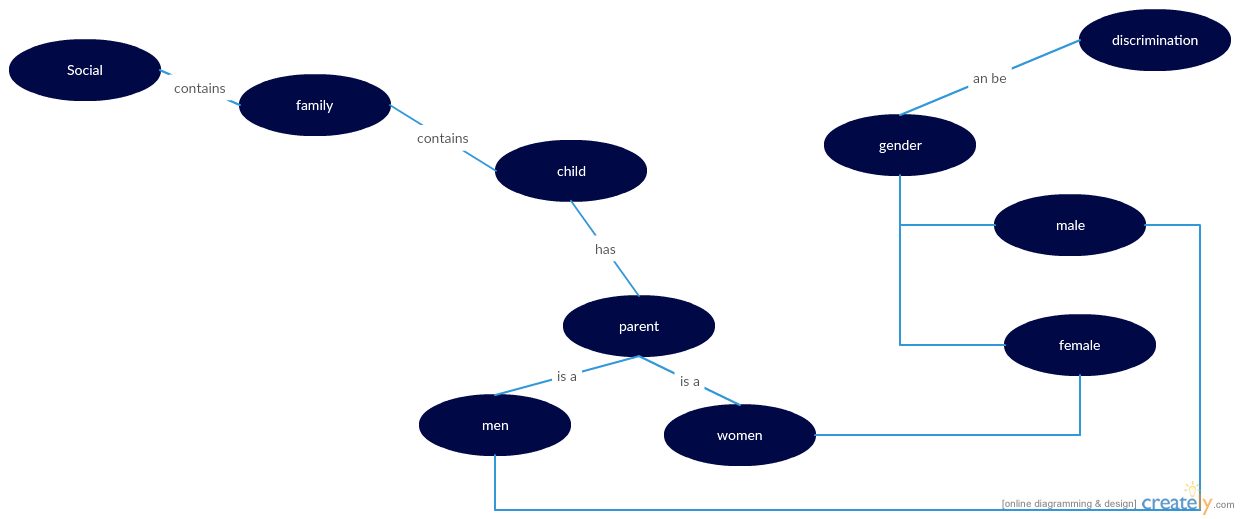 Social
contains
family
contains
child
has
parent
is a
is a
men
women
discrimination
an be
gender
male
female
[online diagramming & design] creately.com